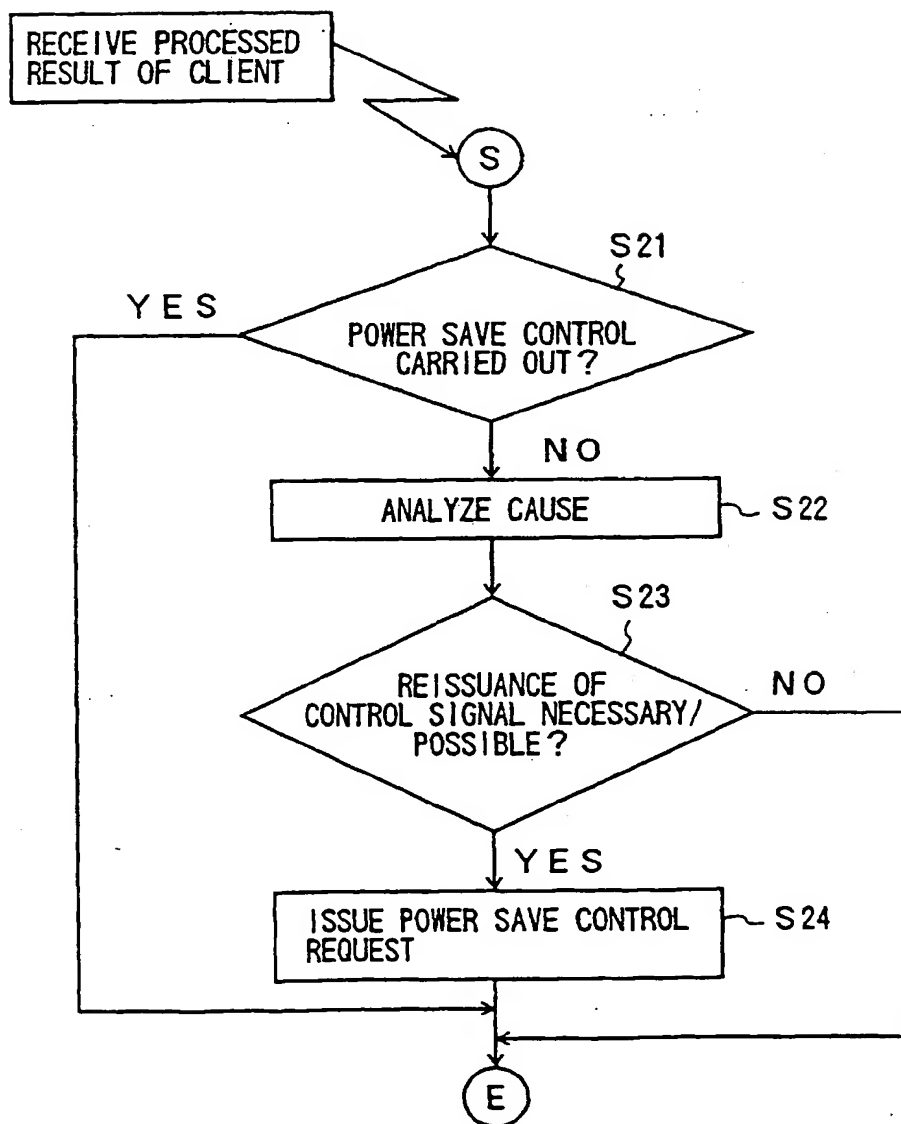 RECEIVE PROCESSED
RESULT OF CLIENT
S
S21
YES
POWER SAVE CONTROL
CARRIED OUT?
NO
ANALYZE CAUSE
S22
S23
REISSUANCE OF
CONTROL SIGNAL NECESSARY/
POSSIBLE?
NO
YES
ISSUE POWER SAVE CONTROL
REQUEST
S24
E